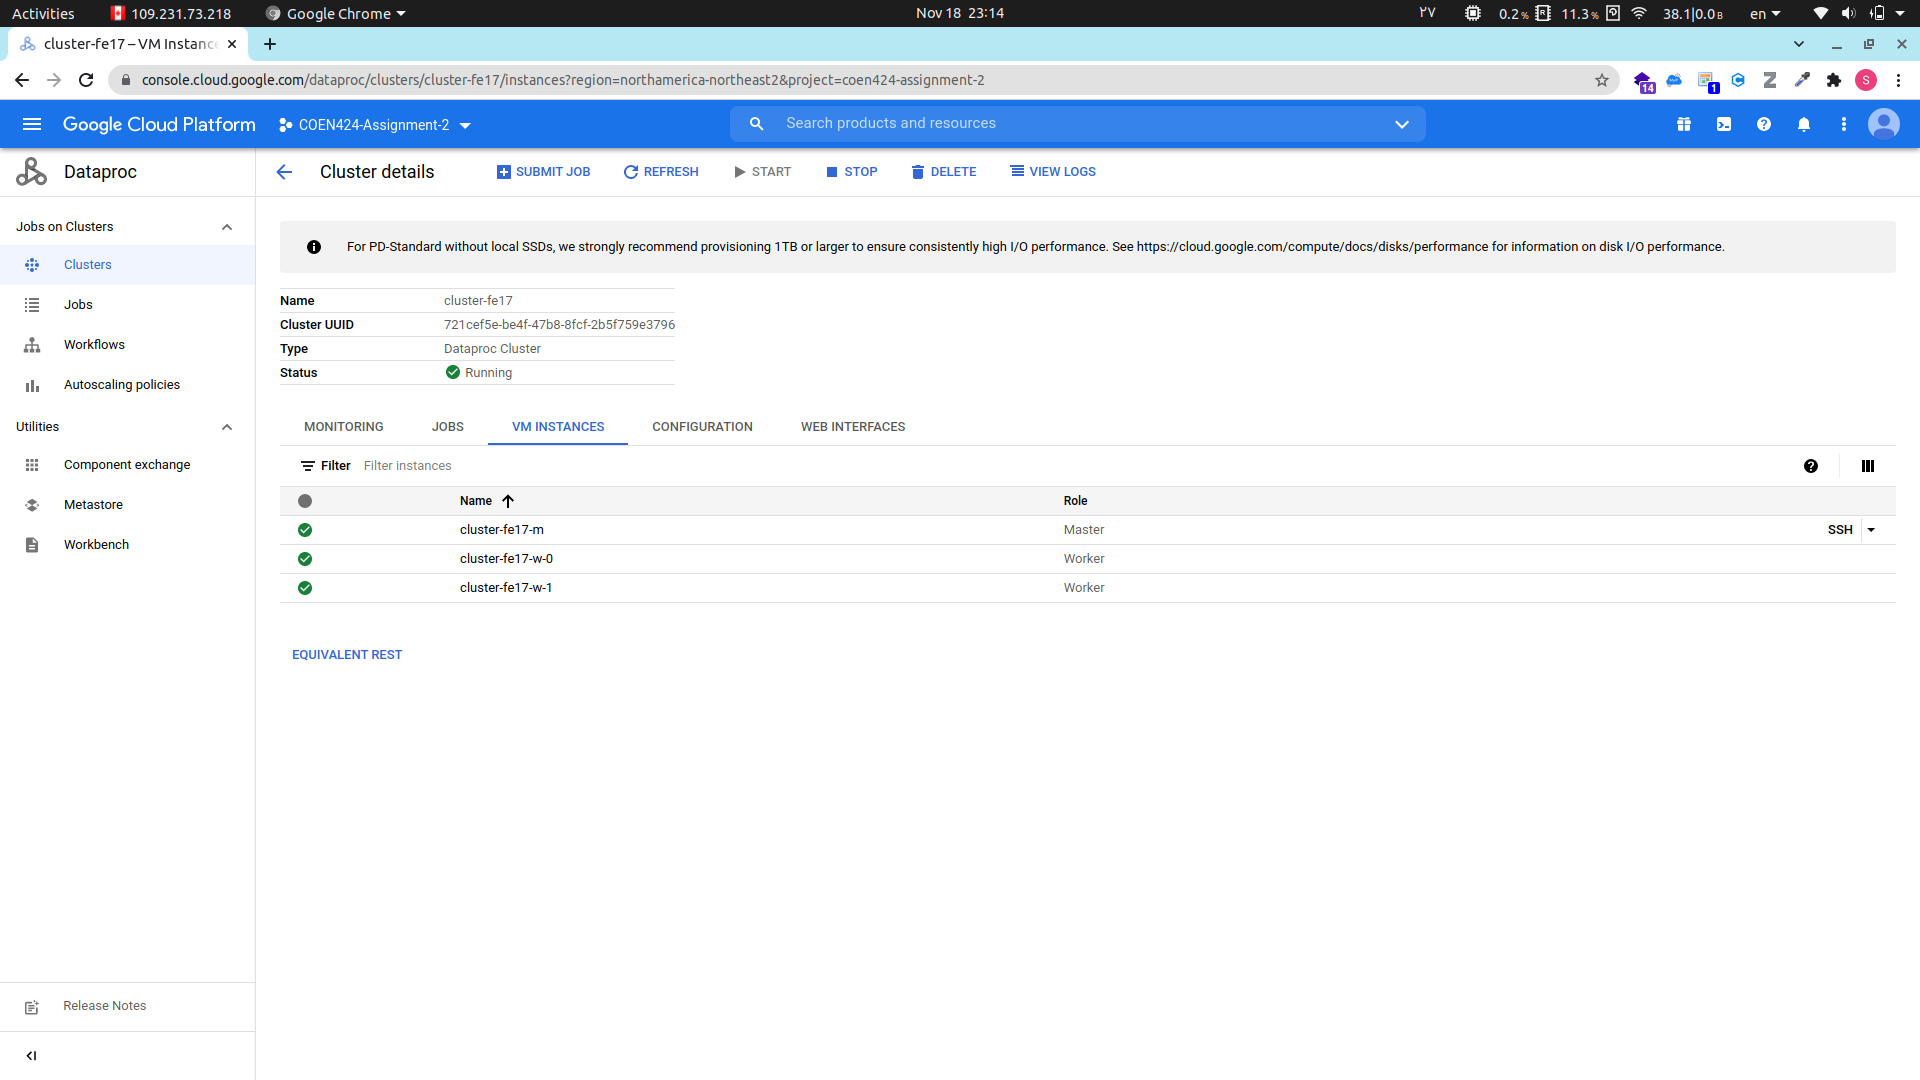 Activities 109.231.73.218 Google Chrome Nov 18 23:14 ۲۷ 0.2% 11.3% 38.1|0.0B en
cluster-fe17 – VM Instance
console.cloud.google.com/dataproc/clusters/cluster-fe17/instances?region=northamerica-northeast2&project=coen424-assignment-2 14 1 S
Google Cloud Platform COEN424-Assignment-2 Search products and resources
Dataproc Cluster details SUBMIT JOB REFRESH START STOP DELETE VIEW LOGS
Jobs on Clusters
Clusters
Jobs
Workflows
Autoscaling policies
Utilities
Component exchange
Metastore
Workbench
Release Notes
For PD-Standard without local SSDs, we strongly recommend provisioning 1TB or larger to ensure consistently high I/O performance. See https://cloud.google.com/compute/docs/disks/performance for information on disk I/O performance.
Name cluster-fe17
Cluster UUID 721cef5e-be4f-47b8-8fcf-2b5f759e3796
Type Dataproc Cluster
Status Running
MONITORING JOBS VM INSTANCES CONFIGURATION WEB INTERFACES
Filter Filter instances
Name Role
cluster-fe17-m Master SSH
cluster-fe17-w-0 Worker
cluster-fe17-w-1 Worker
EQUIVALENT REST